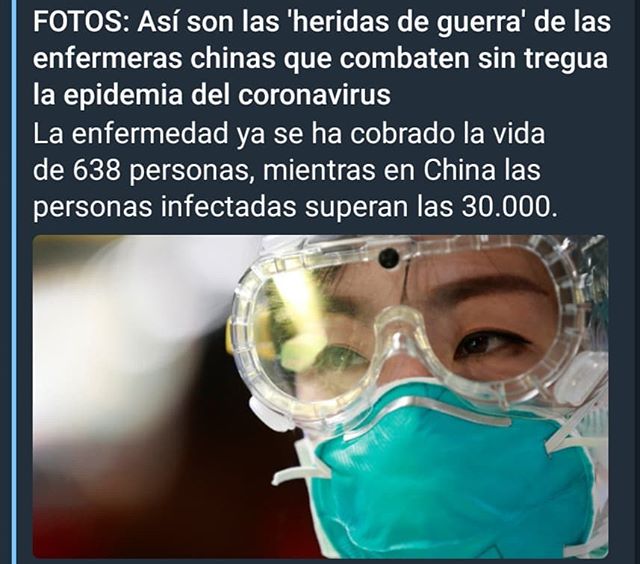 FOTOS: Así son las 'heridas de guerra' de las
enfermeras chinas que combaten sin tregua
la epidemia del coronavirus
La enfermedad ya se ha cobrado la vida
de 638 personas, mientras en China las
personas infectadas superan las 30.000.